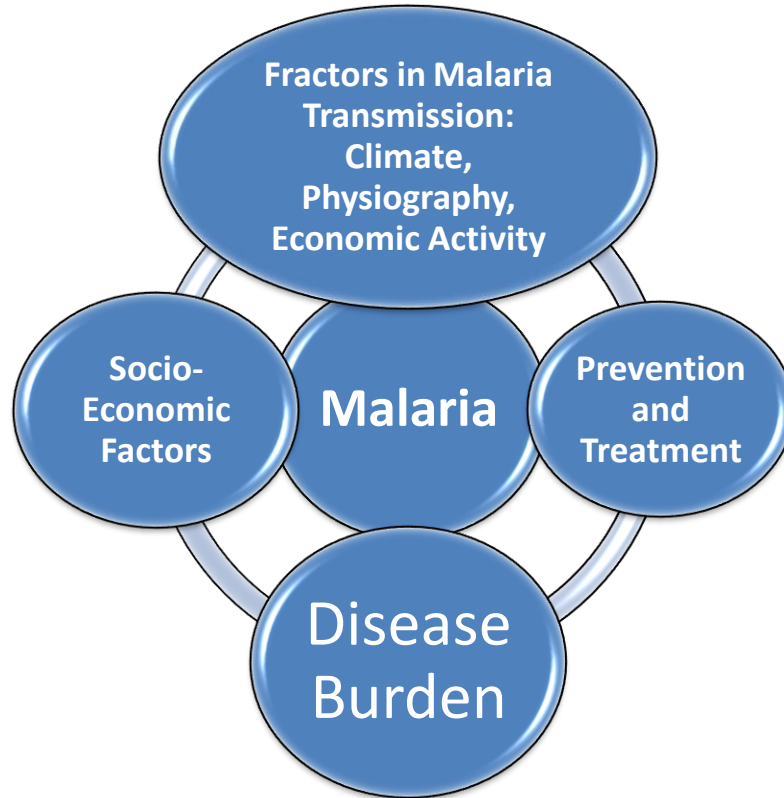 Fractors in Malaria
Transmission:
Climate,
Physiography,
Economic Activity
Socio-
Economic
Factors
Malaria
Prevention
and
Treatment
Disease
Burden